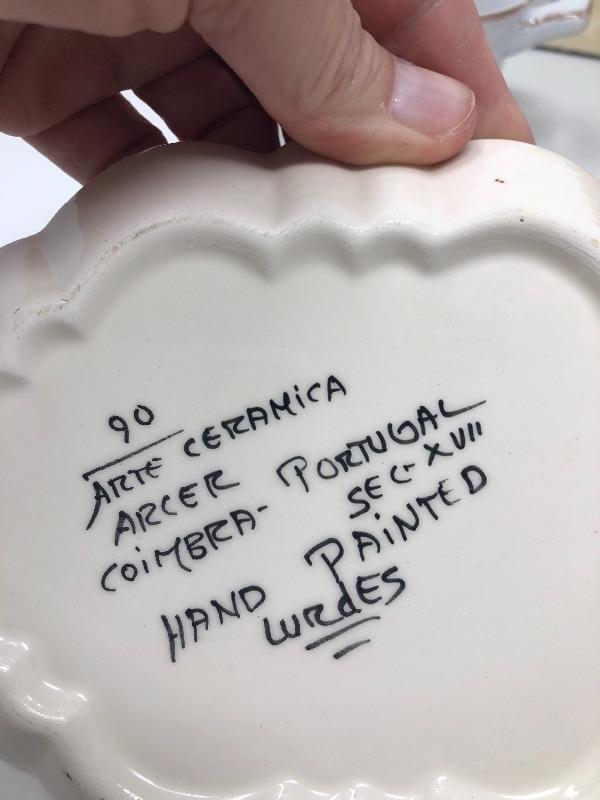 90
ARTE CERAMICA
ARCER
COIMBRA - PORTUGAL
SEC-XVII
HAND PAINTED
LURdES